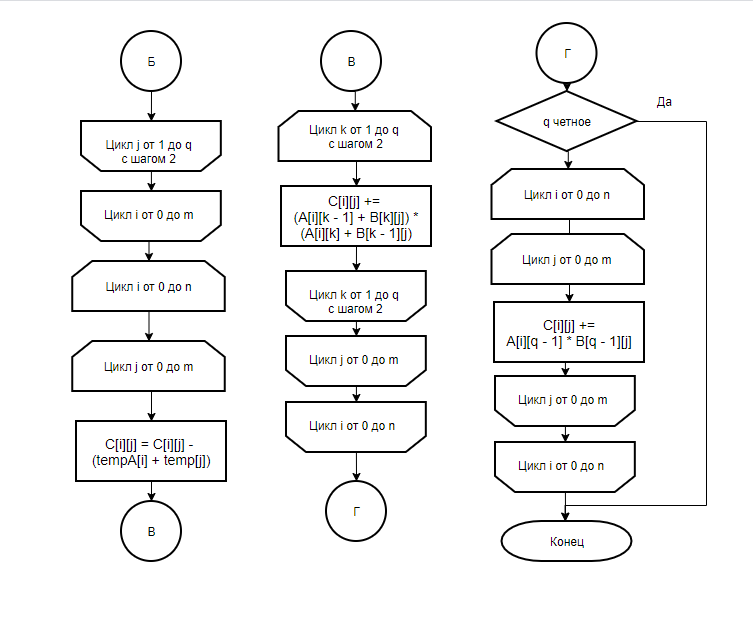 Б
Цикл j от 1 до q
с шагом 2
Цикл i от 0 до m
Цикл i от 0 до n
Цикл j от 0 до m
C[i][j] = C[i][j] -
(tempA[i] + temp[j])
В
В
Цикл k от 1 до q
с шагом 2
C[i][j] +=
(A[i][k - 1] + B[k][j]) *
(A[i][k] + B[k - 1][j)
Цикл k от 1 до q
с шагом 2
Цикл j от 0 до m
Цикл i от 0 до n
Г
Г
q четное
Да
Цикл i от 0 до n
Цикл j от 0 до m
C[i][j] +=
A[i][q - 1] * B[q - 1][j]
Цикл j от 0 до m
Цикл i от 0 до n
Конец